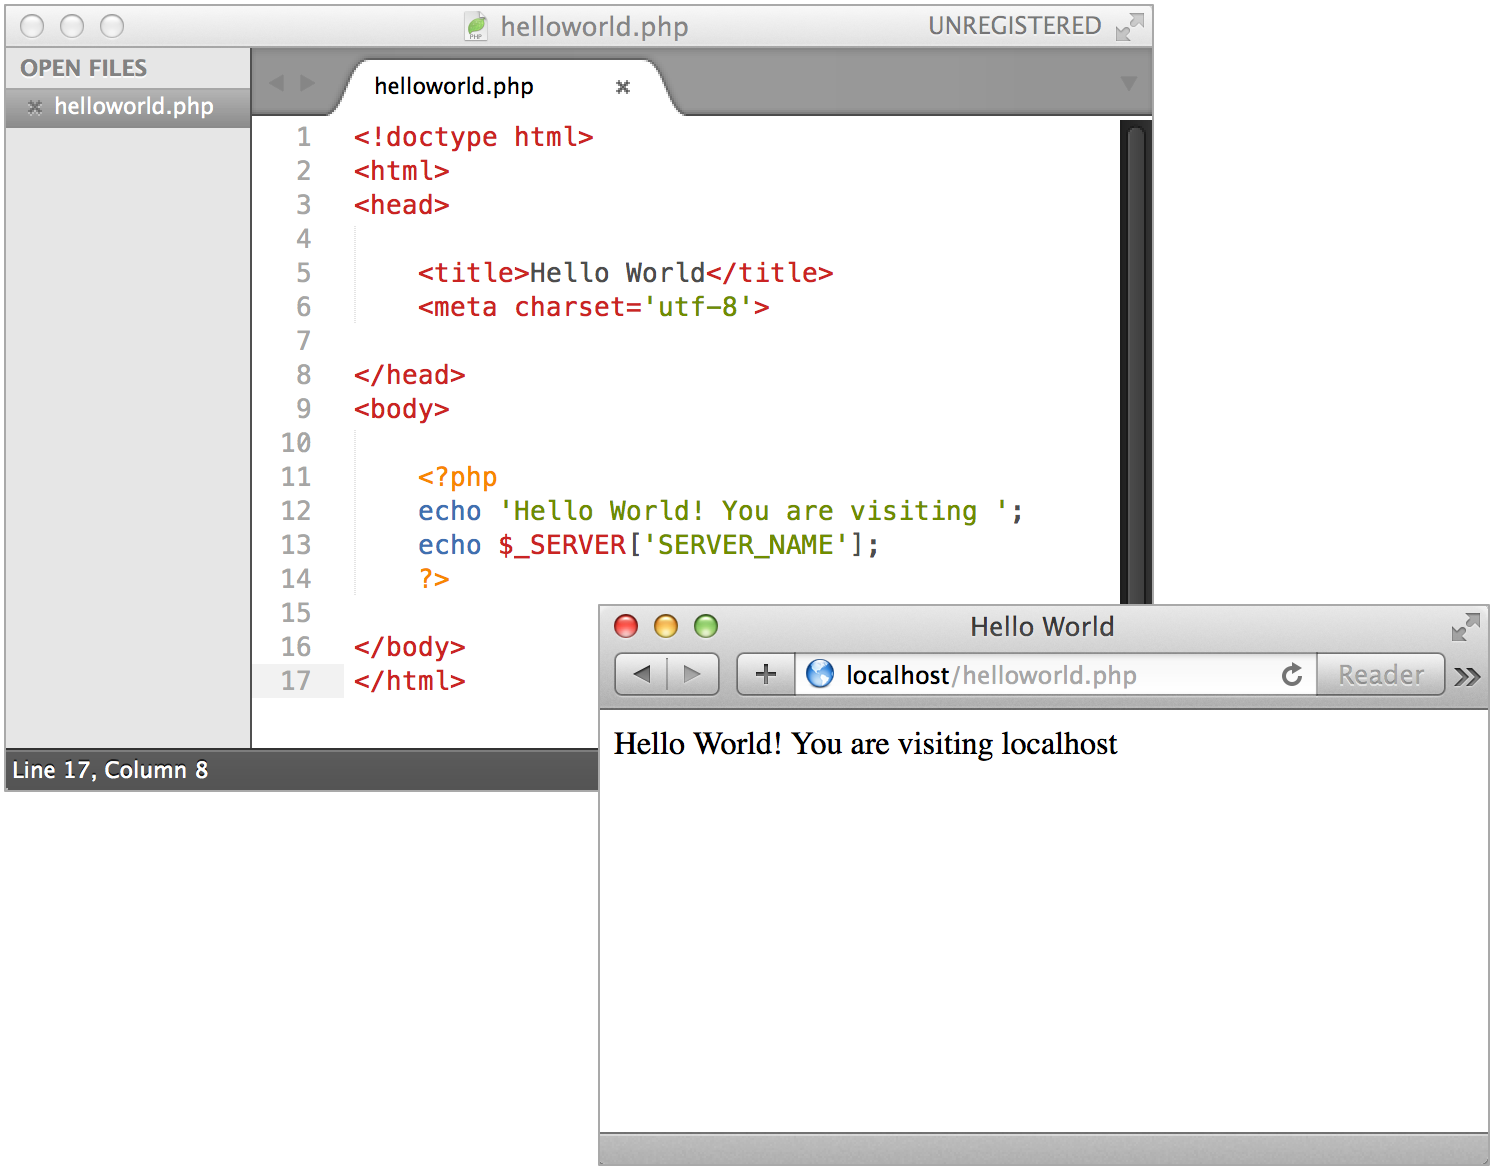 helloworld.php
UNREGISTERED
OPEN FILES
helloworld.php
helloworld.php
1 <!doctype html>
2 <html>
3 <head>
4
5 <title>Hello World</title>
6 <meta charset='utf-8'>
7
8 </head>
9 <body>
10
11 <?php
12 echo 'Hello World! You are visiting ';
13 echo $_SERVER['SERVER_NAME'];
14 ?>
15
16 </body>
17 </html>
Line 17, Column 8
Hello World
localhost/helloworld.php
Reader
Hello World! You are visiting localhost